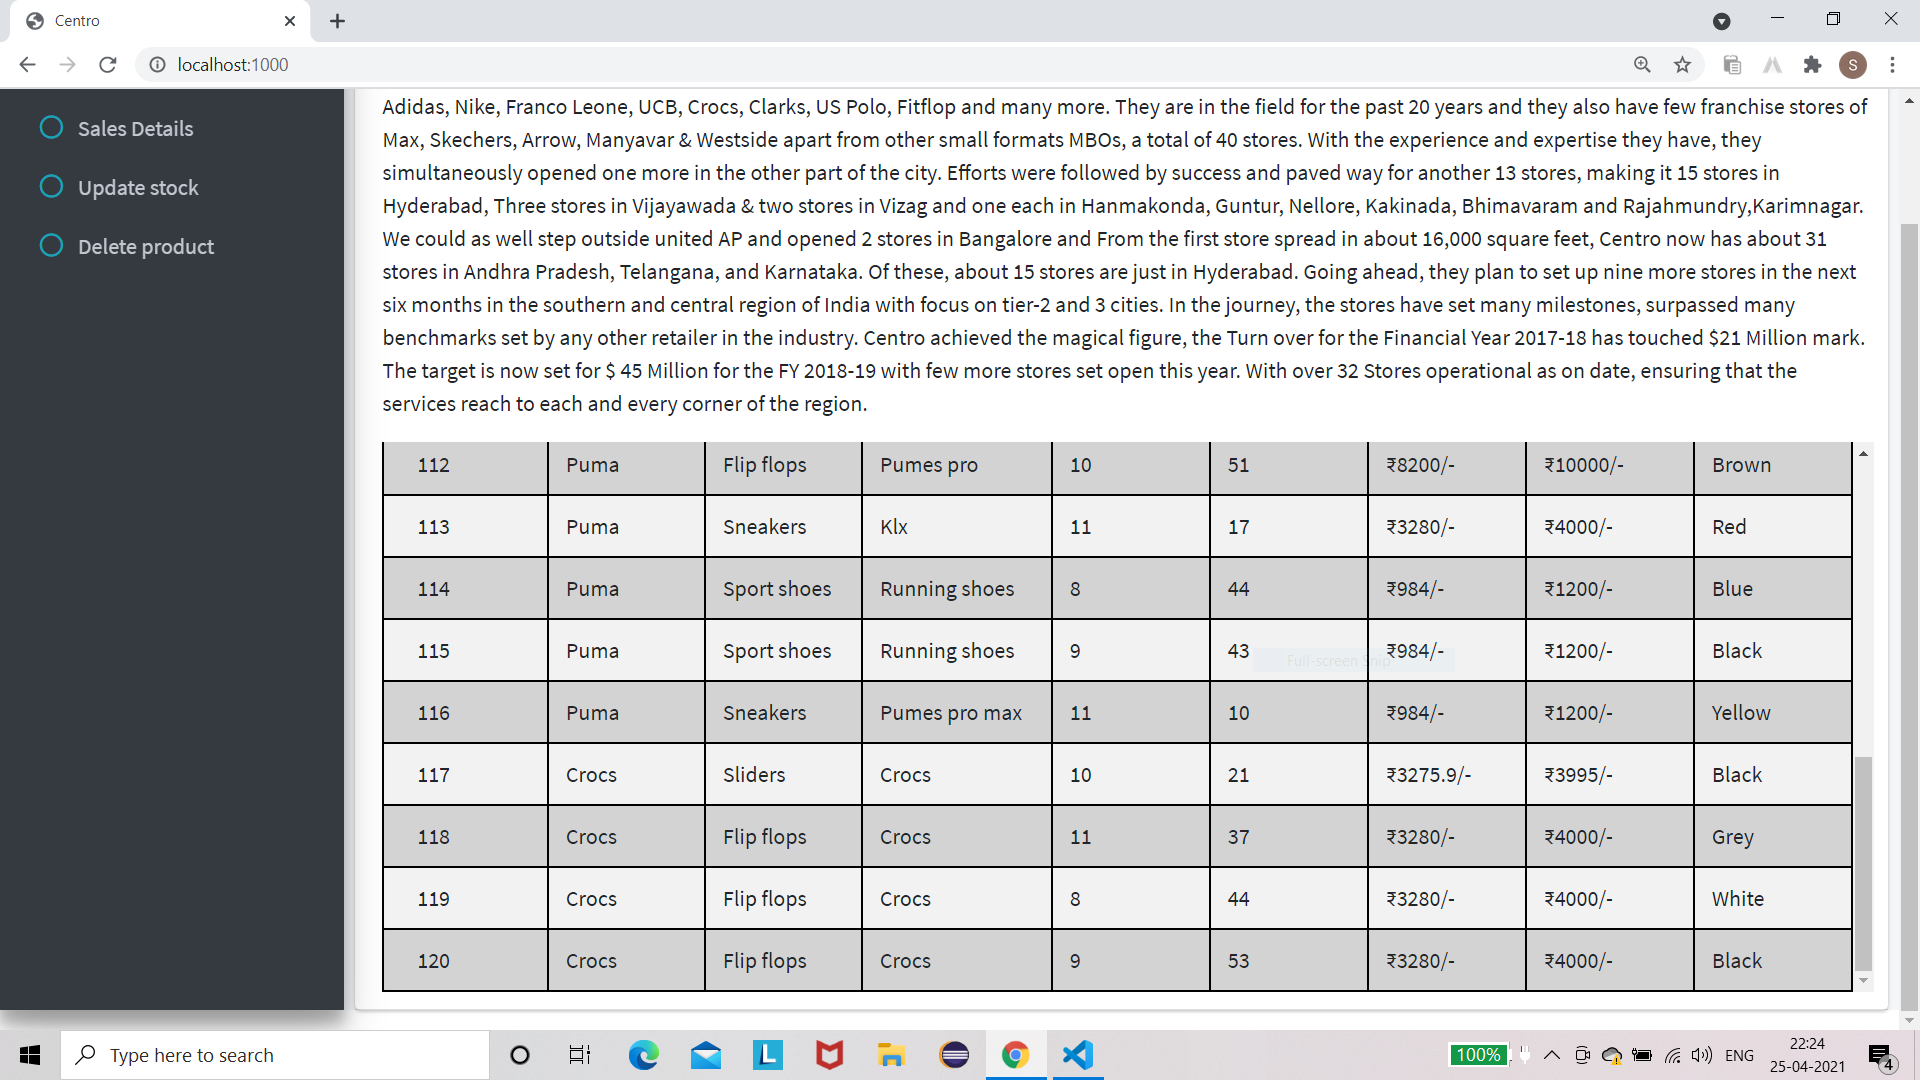 Centro
localhost:1000
S
Sales Details
Update stock
Delete product
Adidas, Nike, Franco Leone, UCB, Crocs, Clarks, US Polo, Fitflop and many more. They are in the field for the past 20 years and they also have few franchise stores of
Max, Skechers, Arrow, Manyavar & Westside apart from other small formats MBOs, a total of 40 stores. With the experience and expertise they have, they
simultaneously opened one more in the other part of the city. Efforts were followed by success and paved way for another 13 stores, making it 15 stores in
Hyderabad, Three stores in Vijayawada & two stores in Vizag and one each in Hanmakonda, Guntur, Nellore, Kakinada, Bhimavaram and Rajahmundry,Karimnagar.
We could as well step outside united AP and opened 2 stores in Bangalore and From the first store spread in about 16,000 square feet, Centro now has about 31
stores in Andhra Pradesh, Telangana, and Karnataka. Of these, about 15 stores are just in Hyderabad. Going ahead, they plan to set up nine more stores in the next
six months in the southern and central region of India with focus on tier-2 and 3 cities. In the journey, the stores have set many milestones, surpassed many
benchmarks set by any other retailer in the industry. Centro achieved the magical figure, the Turn over for the Financial Year 2017-18 has touched $21 Million mark.
The target is now set for $ 45 Million for the FY 2018-19 with few more stores set open this year. With over 32 Stores operational as on date, ensuring that the
services reach to each and every corner of the region.
112 Puma Flip flops Pumes pro 10 51 ₹8200/- ₹10000/- Brown
113 Puma Sneakers Klx 11 17 ₹3280/- ₹4000/- Red
114 Puma Sport shoes Running shoes 8 44 ₹984/- ₹1200/- Blue
115 Puma Sport shoes Running shoes 9 43 ₹984/- ₹1200/- Black
Full-screen Snip
116 Puma Sneakers Pumes pro max 11 10 ₹984/- ₹1200/- Yellow
117 Crocs Sliders Crocs 10 21 ₹3275.9/- ₹3995/- Black
118 Crocs Flip flops Crocs 11 37 ₹3280/- ₹4000/- Grey
119 Crocs Flip flops Crocs 8 44 ₹3280/- ₹4000/- White
120 Crocs Flip flops Crocs 9 53 ₹3280/- ₹4000/- Black
Type here to search
L
100%
ENG
22:24
25-04-2021
4